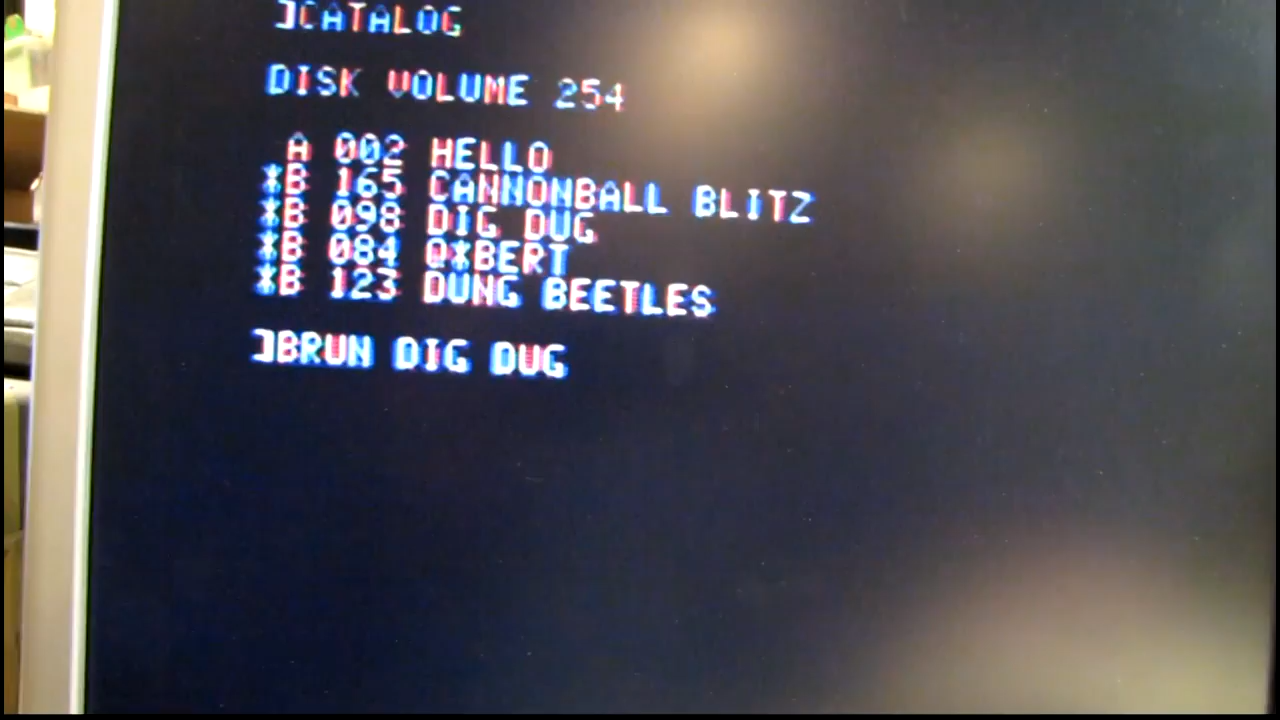 ]CATALOG
DISK VOLUME 254
A 002 HELLO
*B 165 CANNONBALL BLITZ
*B 098 DIG DUG
*B 084 Q*BERT
*B 123 DUNG BEETLES
]BRUN DIG DUG